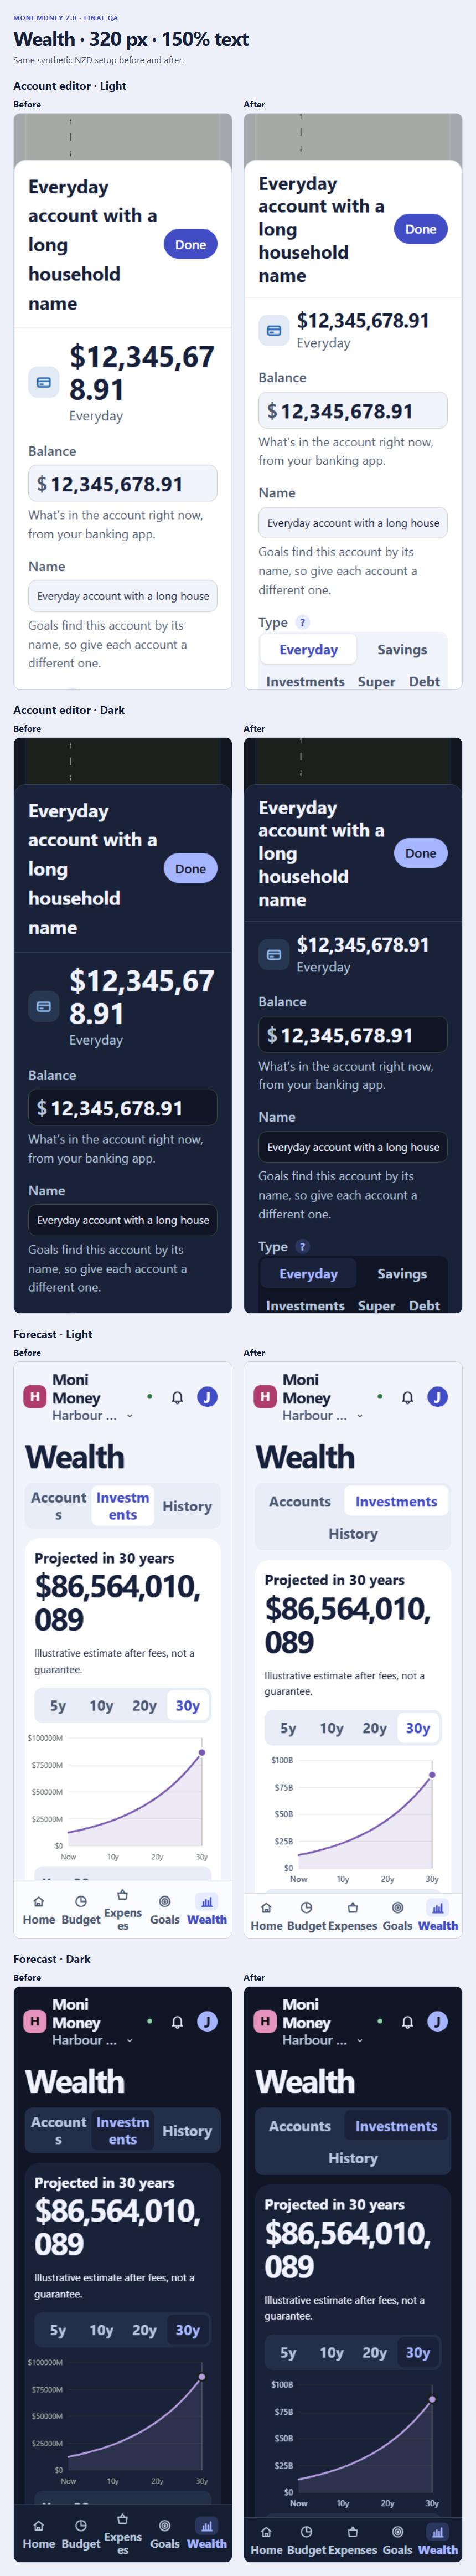 MONI MONEY 2.0 · FINAL QA
Wealth · 320 px · 150% text
Same synthetic NZD setup before and after.
Account editor · Light
Before
Everyday
account with a
long
household
name
Done
$12,345,67
8.91
Everyday
Balance
$ 12,345,678.91
What's in the account right now,
from your banking app.
Name
Everyday account with a long house
Goals find this account by its
name, so give each account a
different one.
After
Everyday
account with a
long
household
name
Done
$12,345,678.91
Everyday
Balance
$ 12,345,678.91
What's in the account right now,
from your banking app.
Name
Everyday account with a long house
Goals find this account by its
name, so give each account a
different one.
Type ?
Everyday Savings
Investments Super Debt
Account editor · Dark
Before
Everyday
account with a
long
household
name
Done
$12,345,67
8.91
Everyday
Balance
$ 12,345,678.91
What's in the account right now,
from your banking app.
Name
Everyday account with a long house
Goals find this account by its
name, so give each account a
different one.
After
Everyday
account with a
long
household
name
Done
$12,345,678.91
Everyday
Balance
$ 12,345,678.91
What's in the account right now,
from your banking app.
Name
Everyday account with a long house
Goals find this account by its
name, so give each account a
different one.
Type ?
Everyday Savings
Investments Super Debt
Forecast · Light
Before
H
Moni
Money
Harbour ...
J
Wealth
Account
s
Investm
ents
History
Projected in 30 years
$86,564,010,
089
Illustrative estimate after fees, not a
guarantee.
5y 10y 20y 30y
$100000M
$75000M
$50000M
$25000M
$0
Now 10y 20y 30y
Home Budget
Expens
es
Goals Wealth
After
H
Moni
Money
Harbour ...
J
Wealth
Accounts Investments
History
Projected in 30 years
$86,564,010,
089
Illustrative estimate after fees, not a
guarantee.
5y 10y 20y 30y
$100B
$75B
$50B
$25B
$0
Now 10y 20y 30y
Home Budget Expenses Goals Wealth
Forecast · Dark
Before
H
Moni
Money
Harbour ...
J
Wealth
Account
s
Investm
ents
History
Projected in 30 years
$86,564,010,
089
Illustrative estimate after fees, not a
guarantee.
5y 10y 20y 30y
$100000M
$75000M
$50000M
$25000M
$0
Now 10y 20y 30y
Home Budget
Expens
es
Goals Wealth
After
H
Moni
Money
Harbour ...
J
Wealth
Accounts Investments
History
Projected in 30 years
$86,564,010,
089
Illustrative estimate after fees, not a
guarantee.
5y 10y 20y 30y
$100B
$75B
$50B
$25B
$0
Now 10y 20y 30y
Home Budget Expenses Goals Wealth